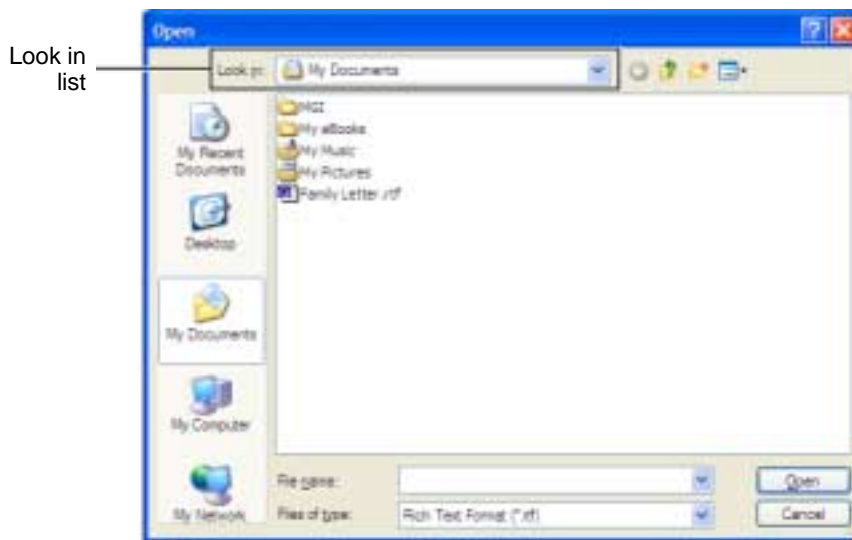 Open
Look in
list
Look in:
My Documents
MGI
My eBooks
My Music
My Pictures
Family Letter.rtf
My Recent
Documents
Desktop
My Documents
My Computer
My Network
File name:
Open
Files of type:
Rich Text Format (*.rtf)
Cancel